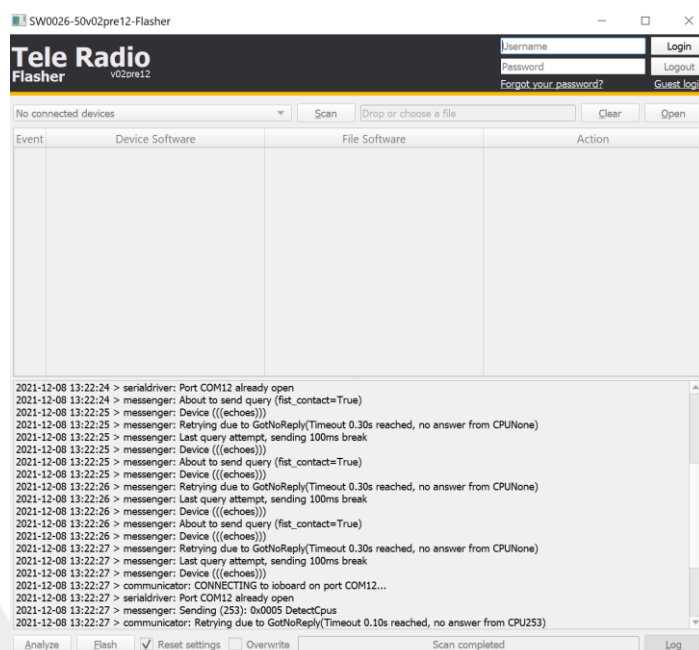 SW0026-50v02pre12-Flasher
Tele Radio
Flasher v02pre12
Username Login
Password Logout
Forgot your password? Guest logi
No connected devices Scan Drop or choose a file Clear Open
Event Device Software File Software Action
2021-12-08 13:22:24 > serialdriver: Port COM12 already open
2021-12-08 13:22:24 > messenger: About to send query (fist_contact=True)
2021-12-08 13:22:25 > messenger: Device (((echoes)))
2021-12-08 13:22:25 > messenger: Retrying due to GotNoReply(Timeout 0.30s reached, no answer from CPUNone)
2021-12-08 13:22:25 > messenger: Last query attempt, sending 100ms break
2021-12-08 13:22:25 > messenger: Device (((echoes)))
2021-12-08 13:22:25 > messenger: About to send query (fist_contact=True)
2021-12-08 13:22:25 > messenger: Device (((echoes)))
2021-12-08 13:22:26 > messenger: Retrying due to GotNoReply(Timeout 0.30s reached, no answer from CPUNone)
2021-12-08 13:22:26 > messenger: Last query attempt, sending 100ms break
2021-12-08 13:22:26 > messenger: Device (((echoes)))
2021-12-08 13:22:26 > messenger: About to send query (fist_contact=True)
2021-12-08 13:22:26 > messenger: Device (((echoes)))
2021-12-08 13:22:27 > messenger: Retrying due to GotNoReply(Timeout 0.30s reached, no answer from CPUNone)
2021-12-08 13:22:27 > messenger: Last query attempt, sending 100ms break
2021-12-08 13:22:27 > messenger: Device (((echoes)))
2021-12-08 13:22:27 > communicator: CONNECTING to ioboard on port COM12...
2021-12-08 13:22:27 > serialdriver: Port COM12 already open
2021-12-08 13:22:27 > messenger: Sending (253): 0x0005 DetectCpus
2021-12-08 13:22:27 > communicator: Retrying due to GotNoReply(Timeout 0.10s reached, no answer from CPU253)
Analyze Flash Reset settings Overwrite Scan completed Log